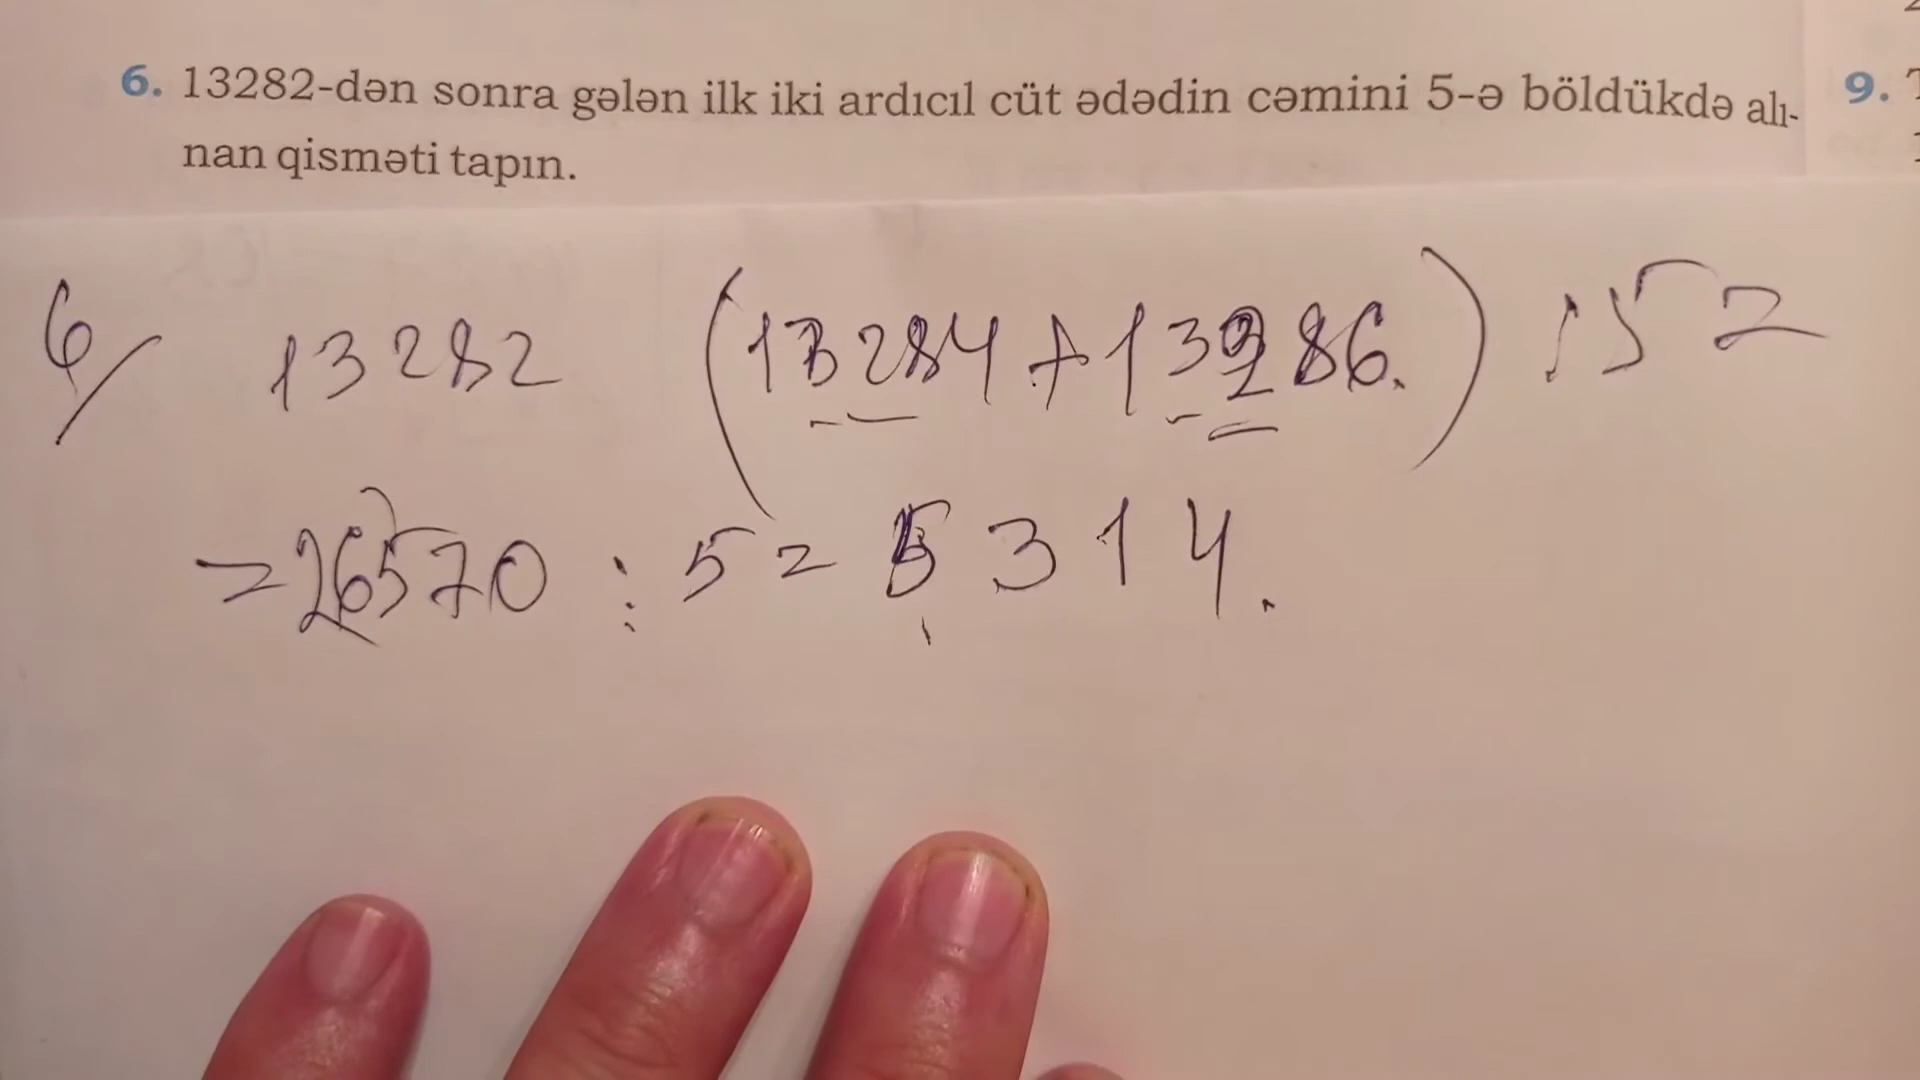 6. 13282-dən sonra gələn ilk iki ardıcıl cüt ədədin cəmini 5-ə böldükdə alı-
nan qisməti tapın.
9.
6/ 13282 (13284+13286.) : 5 =
= 26570 : 5 = 5314.